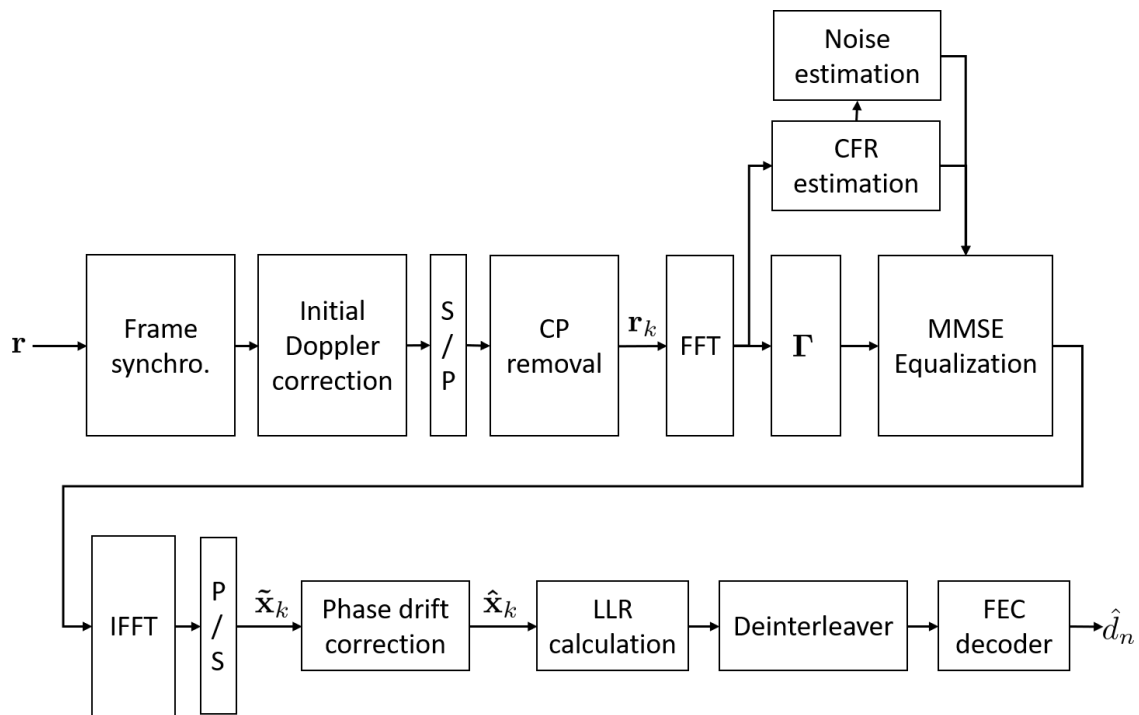 Noise
estimation
CFR
estimation
r
Frame
synchro.
Initial
Doppler
correction
S
/
P
CP
removal
r_k
FFT
Γ
MMSE
Equalization
IFFT
P
/
S
x̃_k
Phase drift
correction
x̂_k
LLR
calculation
Deinterleaver
FEC
decoder
d̂_n